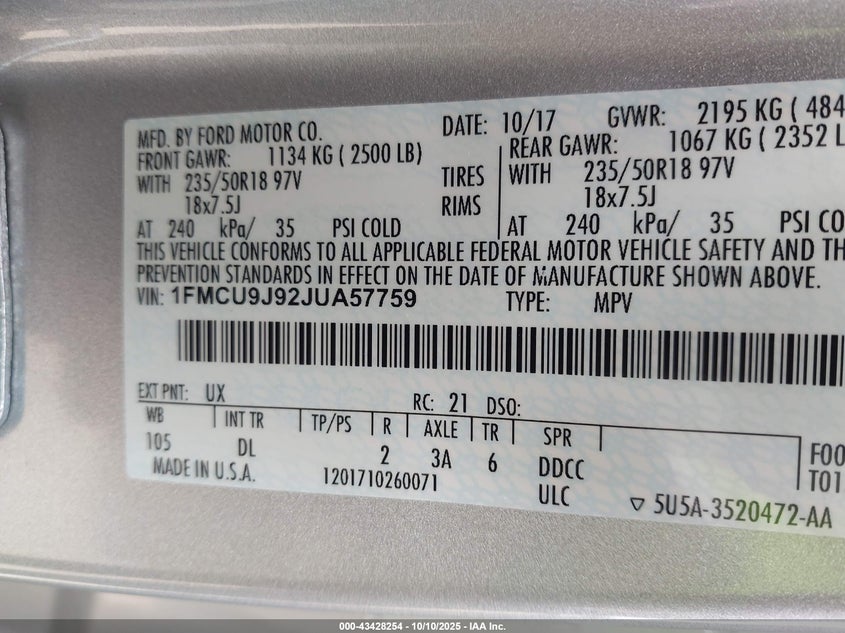 MFD. BY FORD MOTOR CO. DATE: 10/17 GVWR: 2195 KG ( 484
FRONT GAWR: 1134 KG ( 2500 LB) REAR GAWR: 1067 KG ( 2352 L
WITH 235/50R18 97V TIRES WITH 235/50R18 97V
18x7.5J RIMS 18x7.5J
AT 240 kPa/ 35 PSI COLD AT 240 kPa/ 35 PSI CO
THIS VEHICLE CONFORMS TO ALL APPLICABLE FEDERAL MOTOR VEHICLE SAFETY AND TH
PREVENTION STANDARDS IN EFFECT ON THE DATE OF MANUFACTURE SHOWN ABOVE.
VIN: 1FMCU9J92JUA57759 TYPE: MPV
EXT PNT: UX RC: 21 DSO:
WB INT TR TP/PS R AXLE TR SPR
105 DL 2 3A 6 DDCC F00
MADE IN U.S.A. 1201710260071 ULC T01
5U5A-3520472-AA
000-43428254 - 10/10/2025 - IAA Inc.